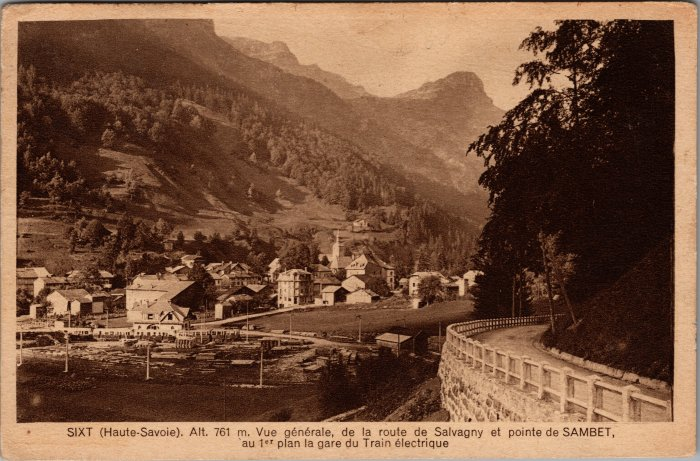 SIXT (Haute-Savoie). Alt. 761 m. Vue générale, de la route de Salvagny et pointe de SAMBET,
au 1er plan la gare du Train électrique